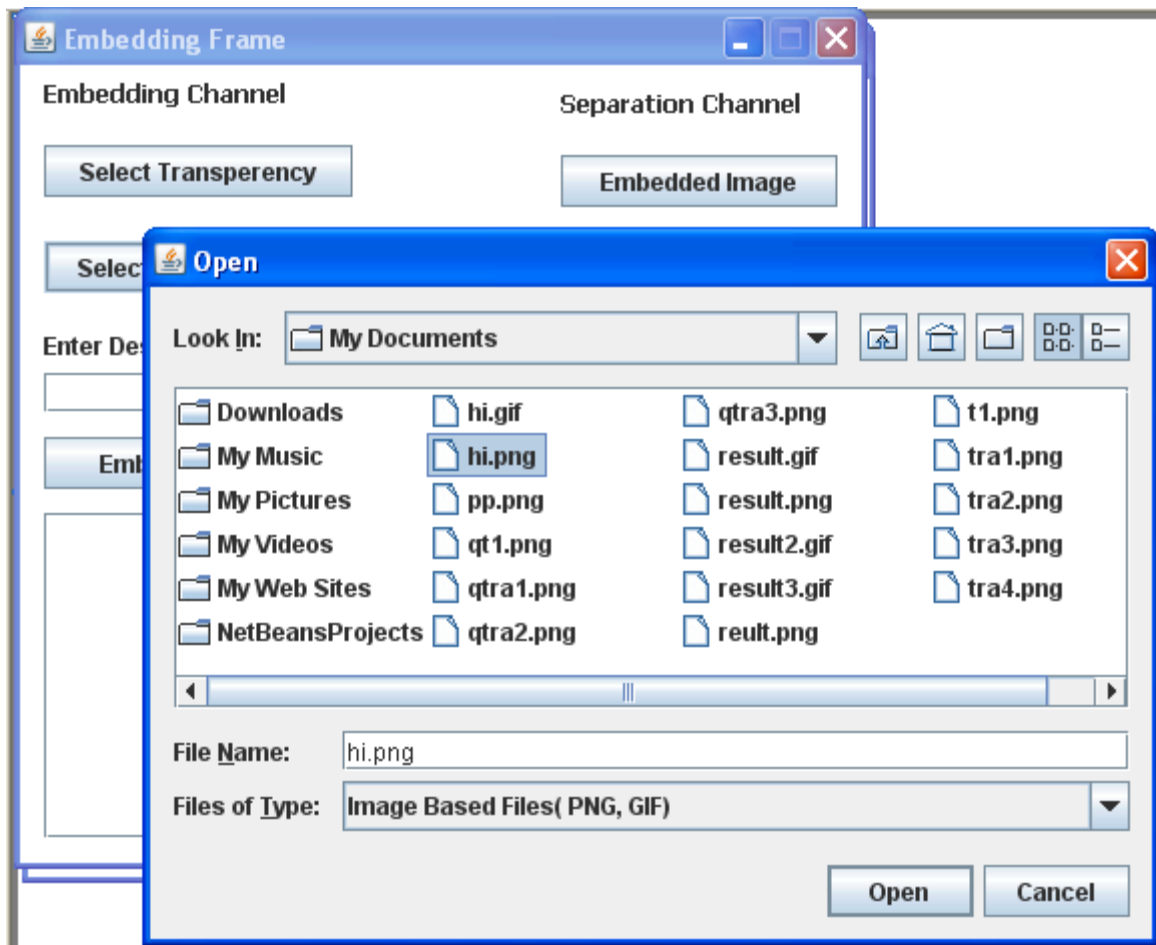 Embedding Frame
Embedding Channel
Separation Channel
Select Transperency
Embedded Image
Selec
Open
Enter Des
Look In: My Documents
Emb
Downloads hi.gif qtra3.png t1.png
My Music hi.png result.gif tra1.png
My Pictures pp.png result.png tra2.png
My Videos qt1.png result2.gif tra3.png
My Web Sites qtra1.png result3.gif tra4.png
NetBeansProjects qtra2.png reult.png
File Name: hi.png
Files of Type: Image Based Files( PNG, GIF)
Open Cancel